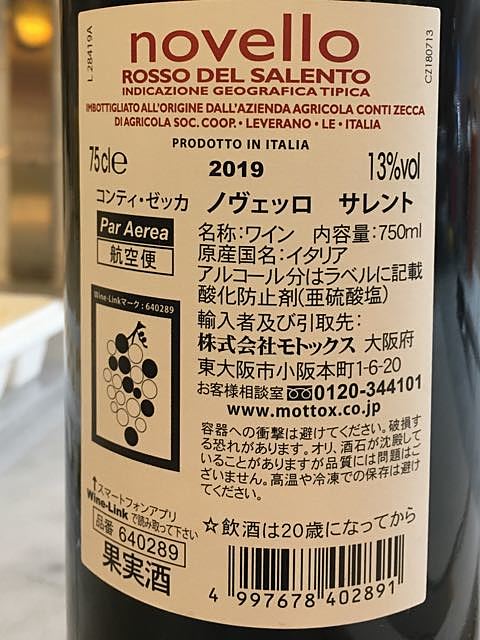 novello
ROSSO DEL SALENTO
INDICAZIONE GEOGRAFICA TIPICA
IMBOTTIGLIATO ALL'ORIGINE DALL'AZIENDA AGRICOLA CONTI ZECCA
DI AGRICOLA SOC. COOP. • LEVERANO • LE • ITALIA
PRODOTTO IN ITALIA
L 28419A
CZ180713
75cl e 2019 13%vol
コンティ・ゼッカ ノヴェッロ サレント
Par Aerea
航空便
名称:ワイン 内容量:750ml
原産国名:イタリア
アルコール分はラベルに記載
酸化防止剤(亜硫酸塩)
輸入者及び引取先:
株式会社モトックス 大阪府
東大阪市小阪本町1-6-20
お客様相談室 0120-344101
www.mottox.co.jp
容器への衝撃は避けてください。破損す
る恐れがあります。オリ、酒石が沈殿して
いることがありますが品質には問題はご
ざいません。高温や冷凍での保存は避け
てください。
Wine-Linkマーク:640289
↑スマートフォンアプリ
Wine-Link で読み取って下さい
品番 640289
果実酒
☆飲酒は20歳になってから
4 997678 402891